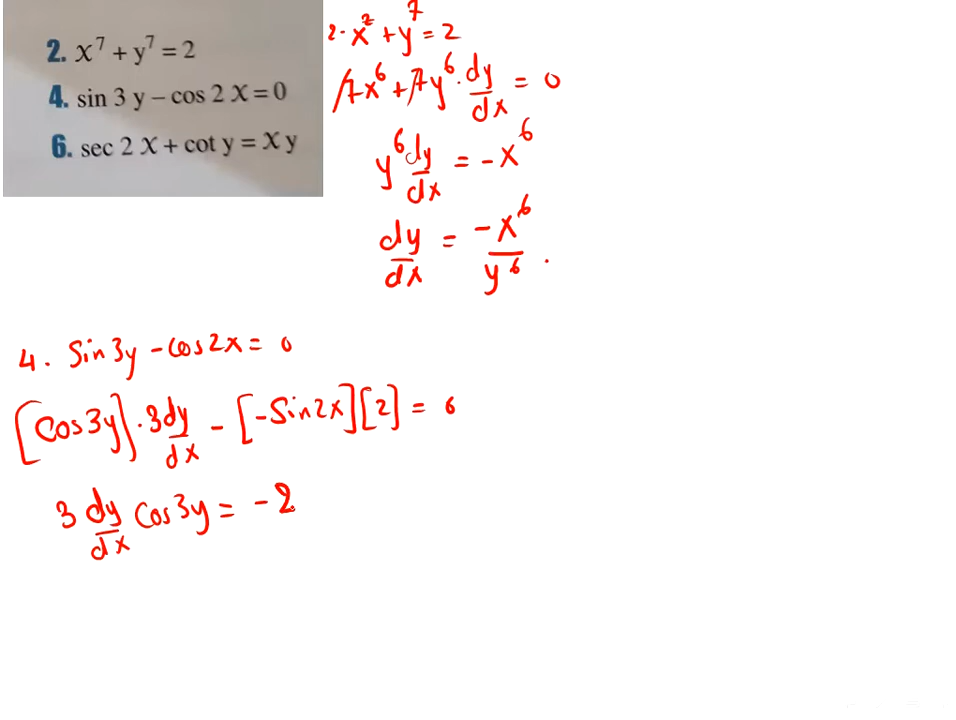 2. x⁷ + y⁷ = 2
4. sin 3 y – cos 2 x = 0
6. sec 2 x + cot y = x y
2. x² + y⁷ = 2
7x⁶ + 7y⁶ · dy/dx = 0
y⁶ dy/dx = -x⁶
dy/dx = -x⁶/y⁶ .
4. Sin 3y - cos 2x = 0
[Cos 3y] · 3dy/dx - [-Sin 2x][2] = 6
3 dy/dx Cos 3y = -2